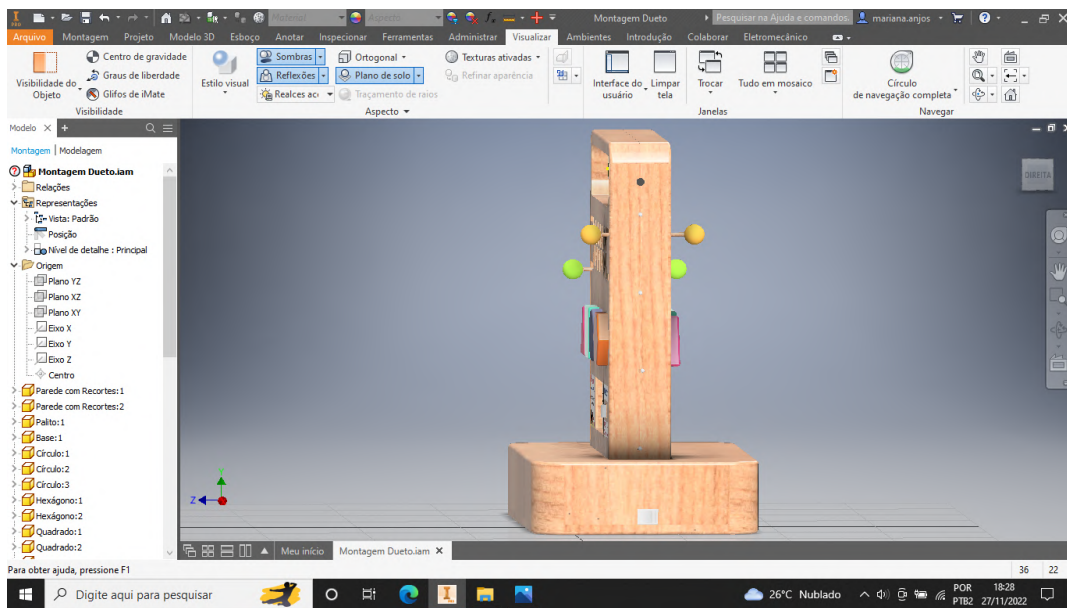 Material
Aspecto
Montagem Dueto
Pesquisar na Ajuda e comandos.
mariana.anjos
PRO
Arquivo Montagem Projeto Modelo 3D Esboço Anotar Inspecionar Ferramentas Administrar Visualizar Ambientes Introdução Colaborar Eletromecânico
Visibilidade do Objeto
Centro de gravidade
Graus de liberdade
Glifos de iMate
Visibilidade
Estilo visual
Sombras
Reflexões
Realces aci
Ortogonal
Plano de solo
Traçamento de raios
Texturas ativadas
Refinar aparência
Aspecto
Interface do usuário
Limpar tela
Trocar
Tudo em mosaico
Janelas
Círculo de navegação completa
Navegar
Modelo
Montagem | Modelagem
Montagem Dueto.iam
Relações
Representações
Vista: Padrão
Posição
Nível de detalhe : Principal
Origem
Plano YZ
Plano XZ
Plano XY
Eixo X
Eixo Y
Eixo Z
Centro
Parede com Recortes:1
Parede com Recortes:2
Palito:1
Base:1
Círculo:1
Círculo:2
Círculo:3
Hexágono:1
Hexágono:2
Quadrado:1
Quadrado:2
DIREITA
Z
Meu início
Montagem Dueto.iam
Para obter ajuda, pressione F1
36 22
Digite aqui para pesquisar
26°C Nublado
POR
PTB2
18:28
27/11/2022